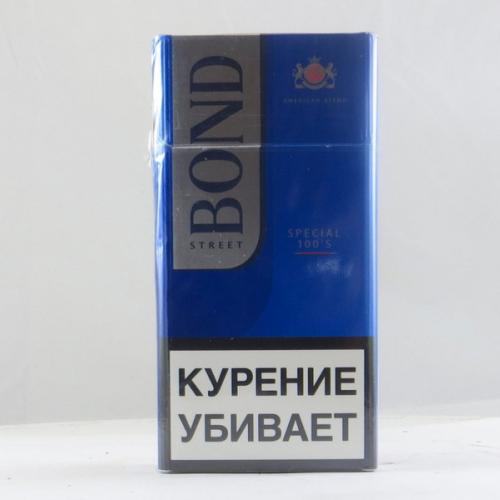 BOND
STREET
AMERICAN BLEND
SPECIAL
100'S
КУРЕНИЕ
УБИВАЕТ